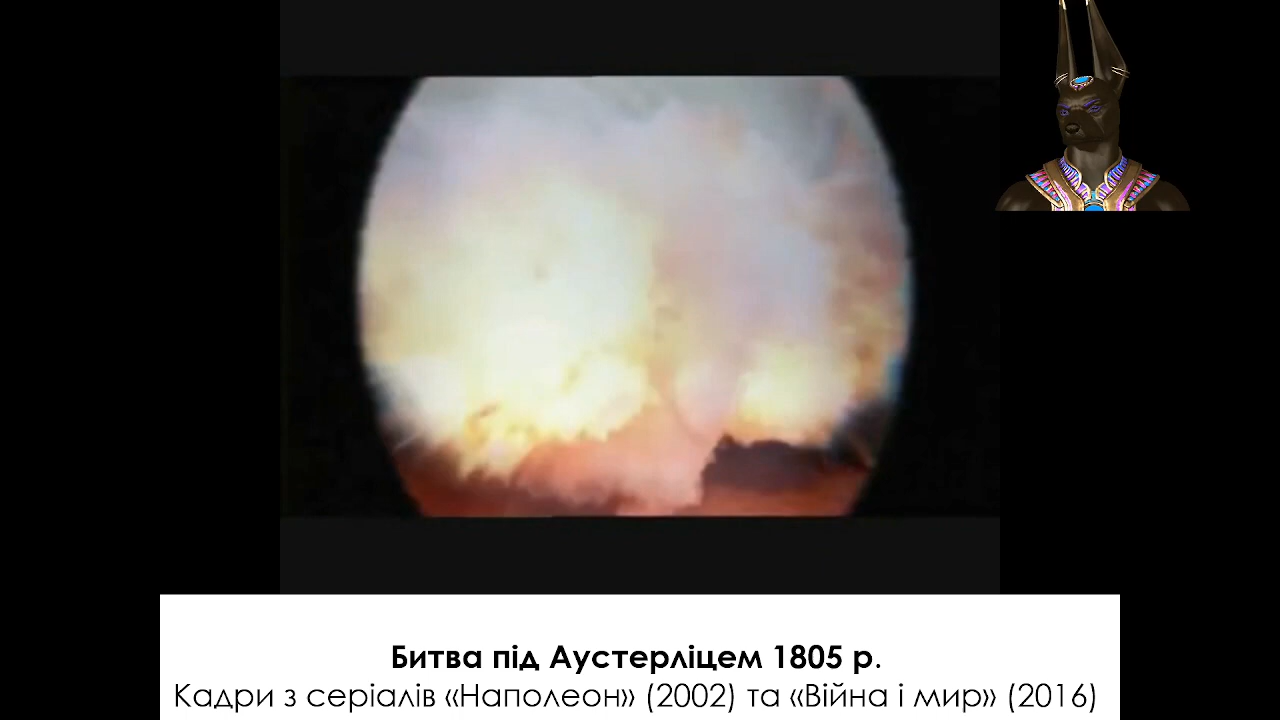 Битва під Аустерліцем 1805 р.
Кадри з серіалів «Наполеон» (2002) та «Війна і мир» (2016)